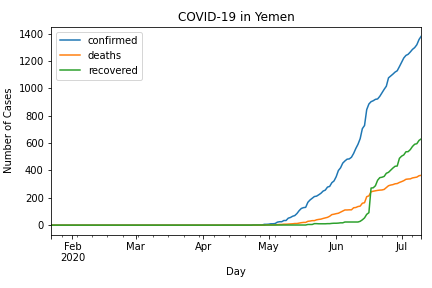 COVID-19 in Yemen
confirmed
deaths
recovered
Number of Cases
1400
1200
1000
800
600
400
200
0
Feb
2020
Mar
Apr
May
Jun
Jul
Day